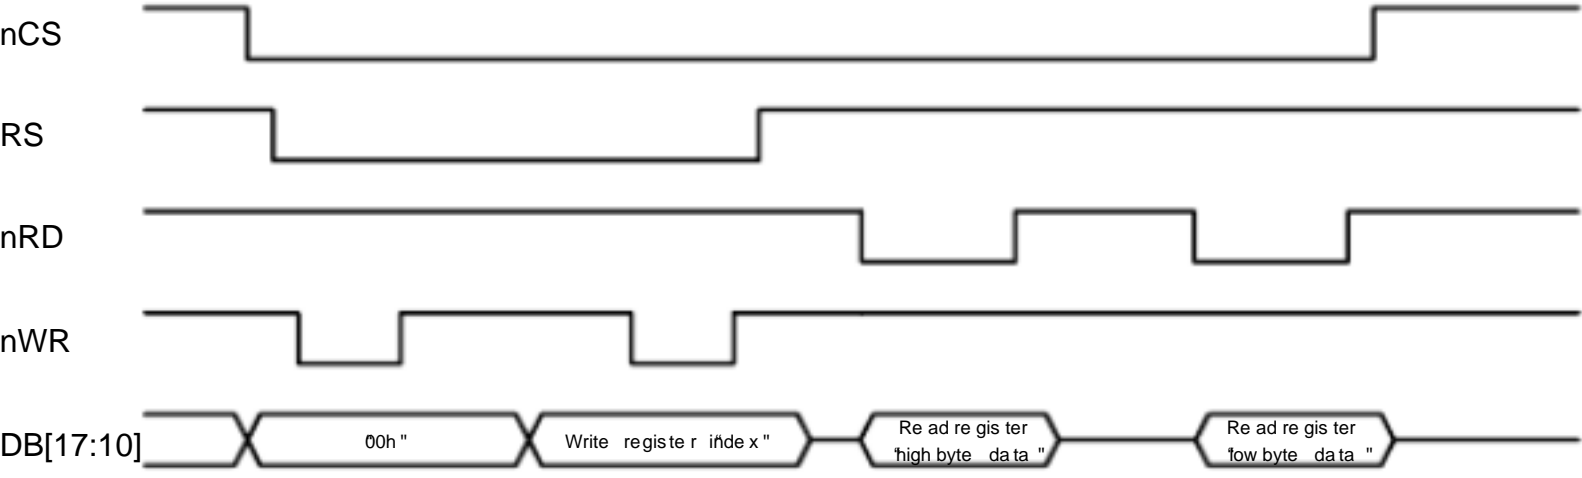 nCS
RS
nRD
nWR
DB[17:10]
"00h"
Write register "index"
Read register
"high byte data"
Read register
"low byte data"